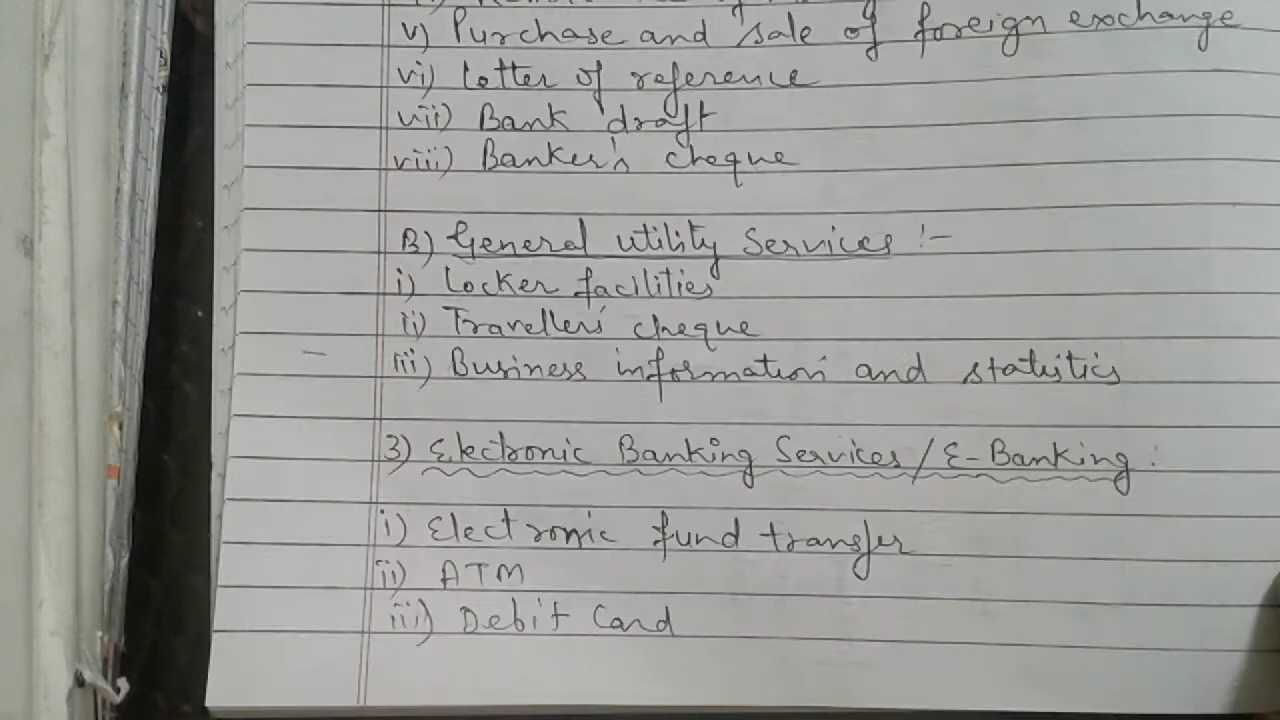 v) Purchase and sale of foreign exchange
vi) Letter of reference
vii) Bank draft
viii) Banker's cheque
B) General utility services :-
i) Locker facilities
ii) Travellers' cheque
iii) Business information and statistics
3) Electronic Banking Services / E-Banking :
i) Electronic fund transfer
ii) ATM
iii) Debit Card